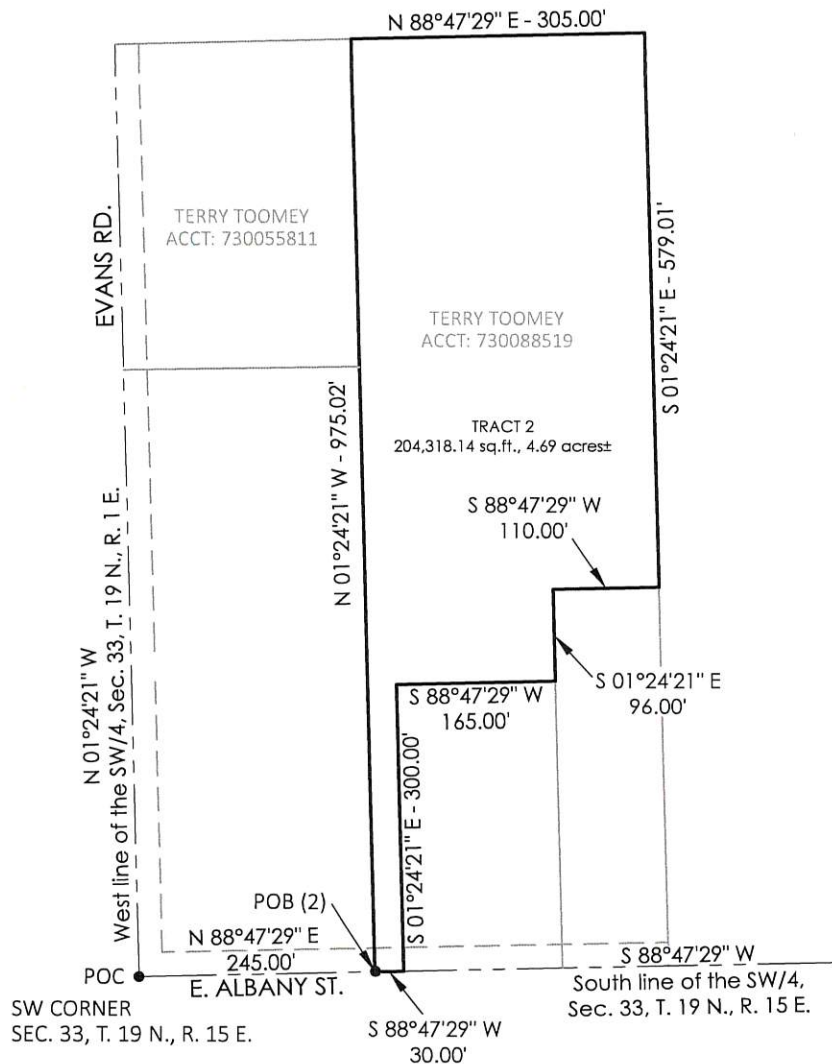 N 88°47'29" E - 305.00'
EVANS RD.
TERRY TOOMEY
ACCT: 730055811
S 01°24'21" E - 579.01'
TERRY TOOMEY
ACCT: 730088519
TRACT 2
204,318.14 sq.ft., 4.69 acres±
N 01°24'21" W - 975.02'
S 88°47'29" W
110.00'
N 01°24'21" W
West line of the SW/4, Sec. 33, T. 19 N., R. 1 E.
S 88°47'29" W
165.00'
S 01°24'21" E
96.00'
S 01°24'21" E - 300.00'
POB (2)
N 88°47'29" E
245.00'
S 88°47'29" W
POC
E. ALBANY ST.
South line of the SW/4,
Sec. 33, T. 19 N., R. 15 E.
SW CORNER
SEC. 33, T. 19 N., R. 15 E.
S 88°47'29" W
30.00'